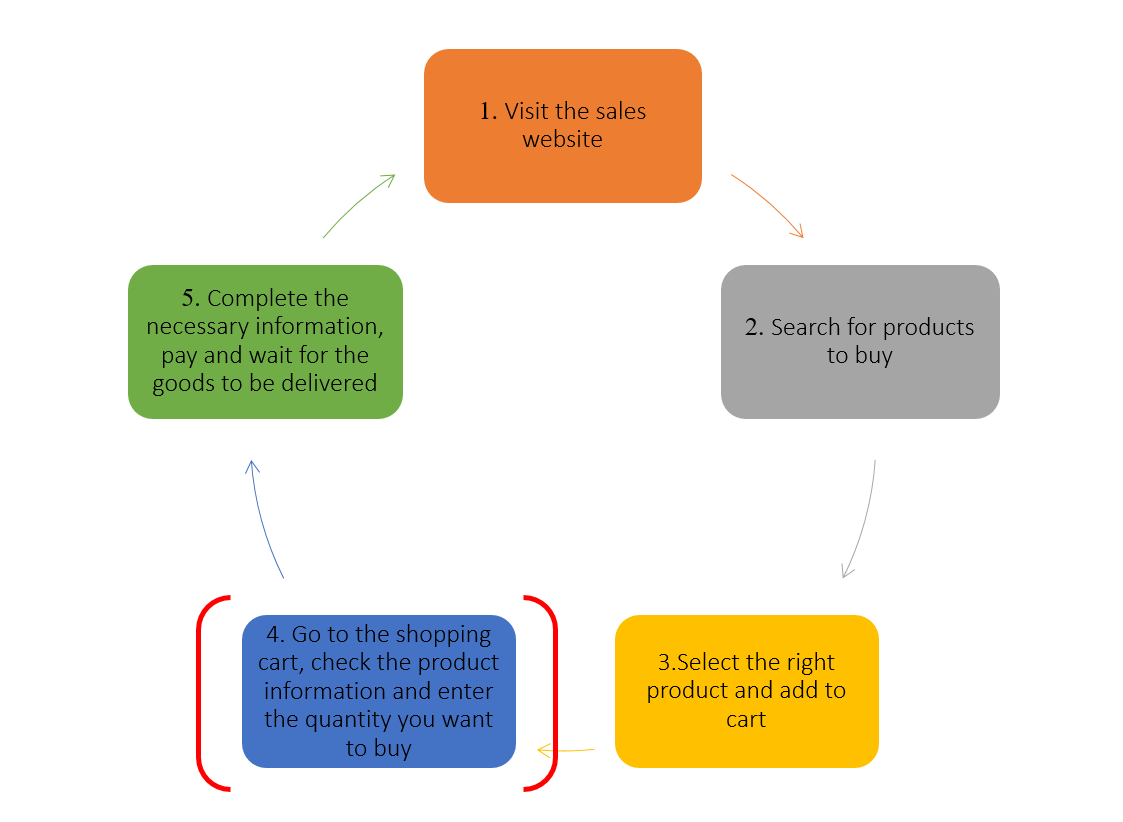 1. Visit the sales
website
2. Search for products
to buy
3.Select the right
product and add to
cart
4. Go to the shopping
cart, check the product
information and enter
the quantity you want
to buy
5. Complete the
necessary information,
pay and wait for the
goods to be delivered